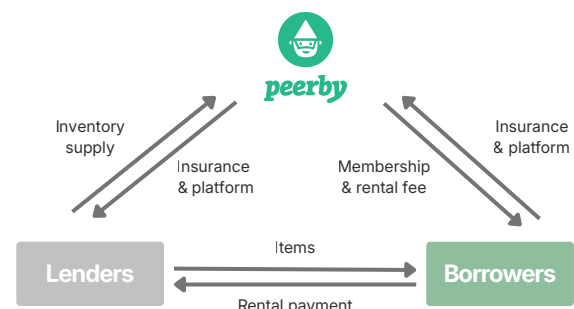 peerby
Inventory
supply
Insurance
& platform
Membership
& rental fee
Insurance
& platform
Lenders
Items
Borrowers
Rental payment